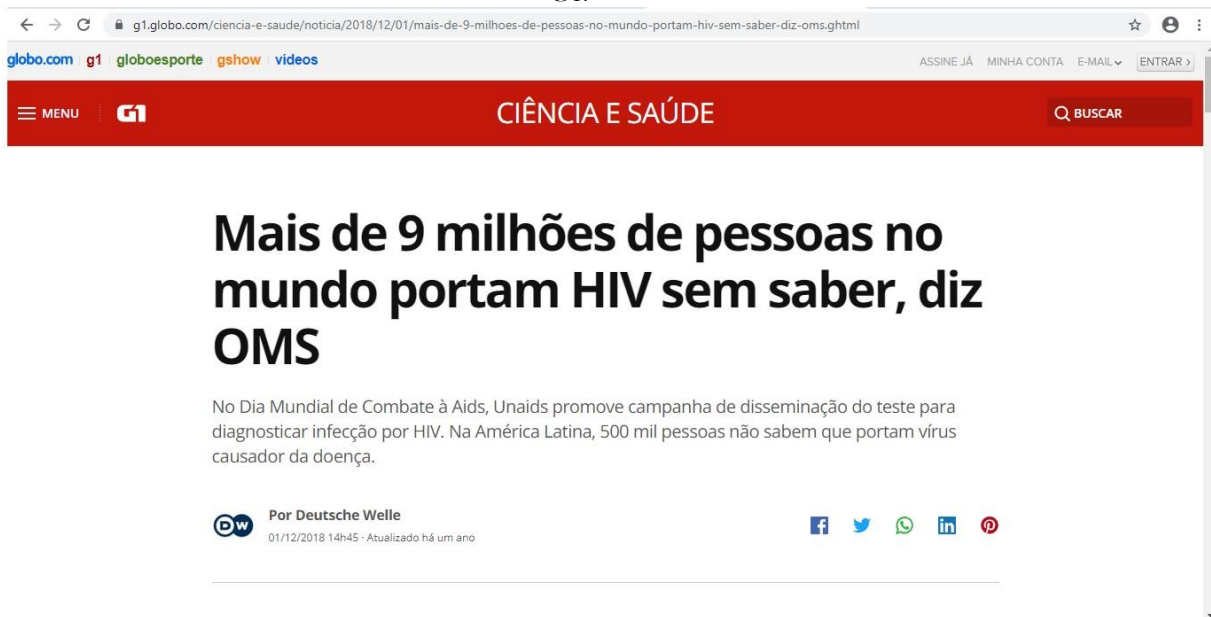 g1.globo.com/ciencia-e-saude/noticia/2018/12/01/mais-de-9-milhoes-de-pessoas-no-mundo-portam-hiv-sem-saber-diz-oms.ghtml
globo.com g1 globoesporte gshow vídeos ASSINE JÁ MINHA CONTA E-MAIL ENTRAR ›
MENU G1 CIÊNCIA E SAÚDE BUSCAR
Mais de 9 milhões de pessoas no
mundo portam HIV sem saber, diz
OMS
No Dia Mundial de Combate à Aids, Unaids promove campanha de disseminação do teste para
diagnosticar infecção por HIV. Na América Latina, 500 mil pessoas não sabem que portam vírus
causador da doença.
DW Por Deutsche Welle
01/12/2018 14h45 · Atualizado há um ano